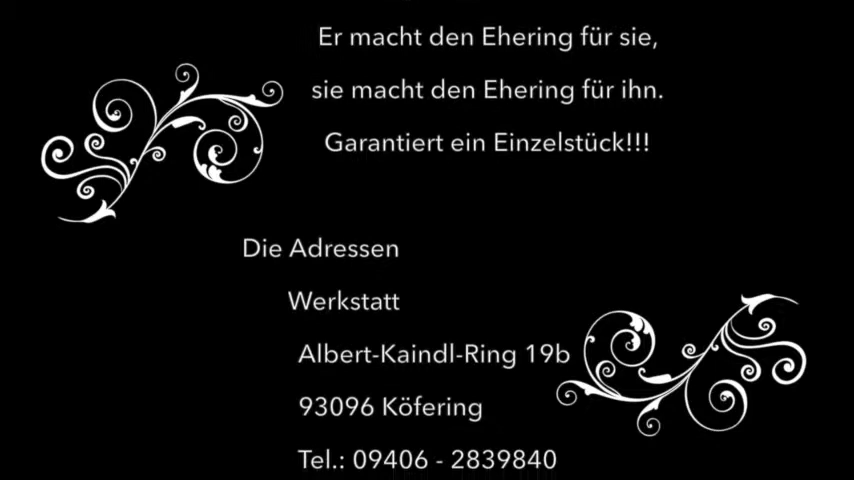 Er macht den Ehering für sie,
sie macht den Ehering für ihn.
Garantiert ein Einzelstück!!!
Die Adressen
Werkstatt
Albert-Kaindl-Ring 19b
93096 Köfering
Tel.: 09406 - 2839840